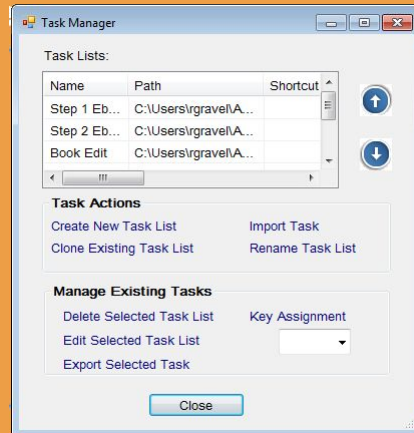 Task Manager
Task Lists:
Name Path Shortcut
Step 1 Eb... C:\Users\rgravel\A...
Step 2 Eb... C:\Users\rgravel\A...
Book Edit C:\Users\rgravel\A...
Task Actions
Create New Task List Import Task
Clone Existing Task List Rename Task List
Manage Existing Tasks
Delete Selected Task List Key Assignment
Edit Selected Task List
Export Selected Task
Close